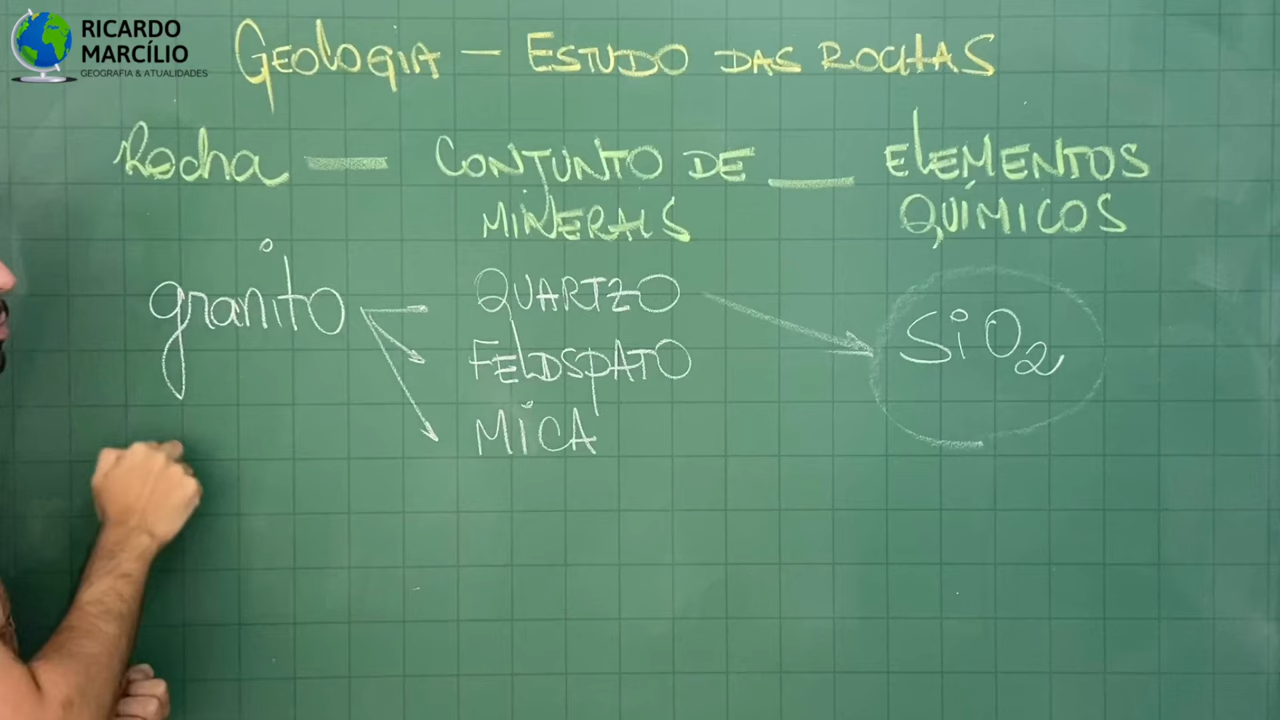 RICARDO
MARCÍLIO
GEOGRAFIA & ATUALIDADES
GEOLOGIA — ESTUDO DAS ROCHAS
Rocha — CONJUNTO DE — ELEMENTOS
MINERAIS QUÍMICOS
granito QUARTZO SiO2
FELDSPATO
MICA